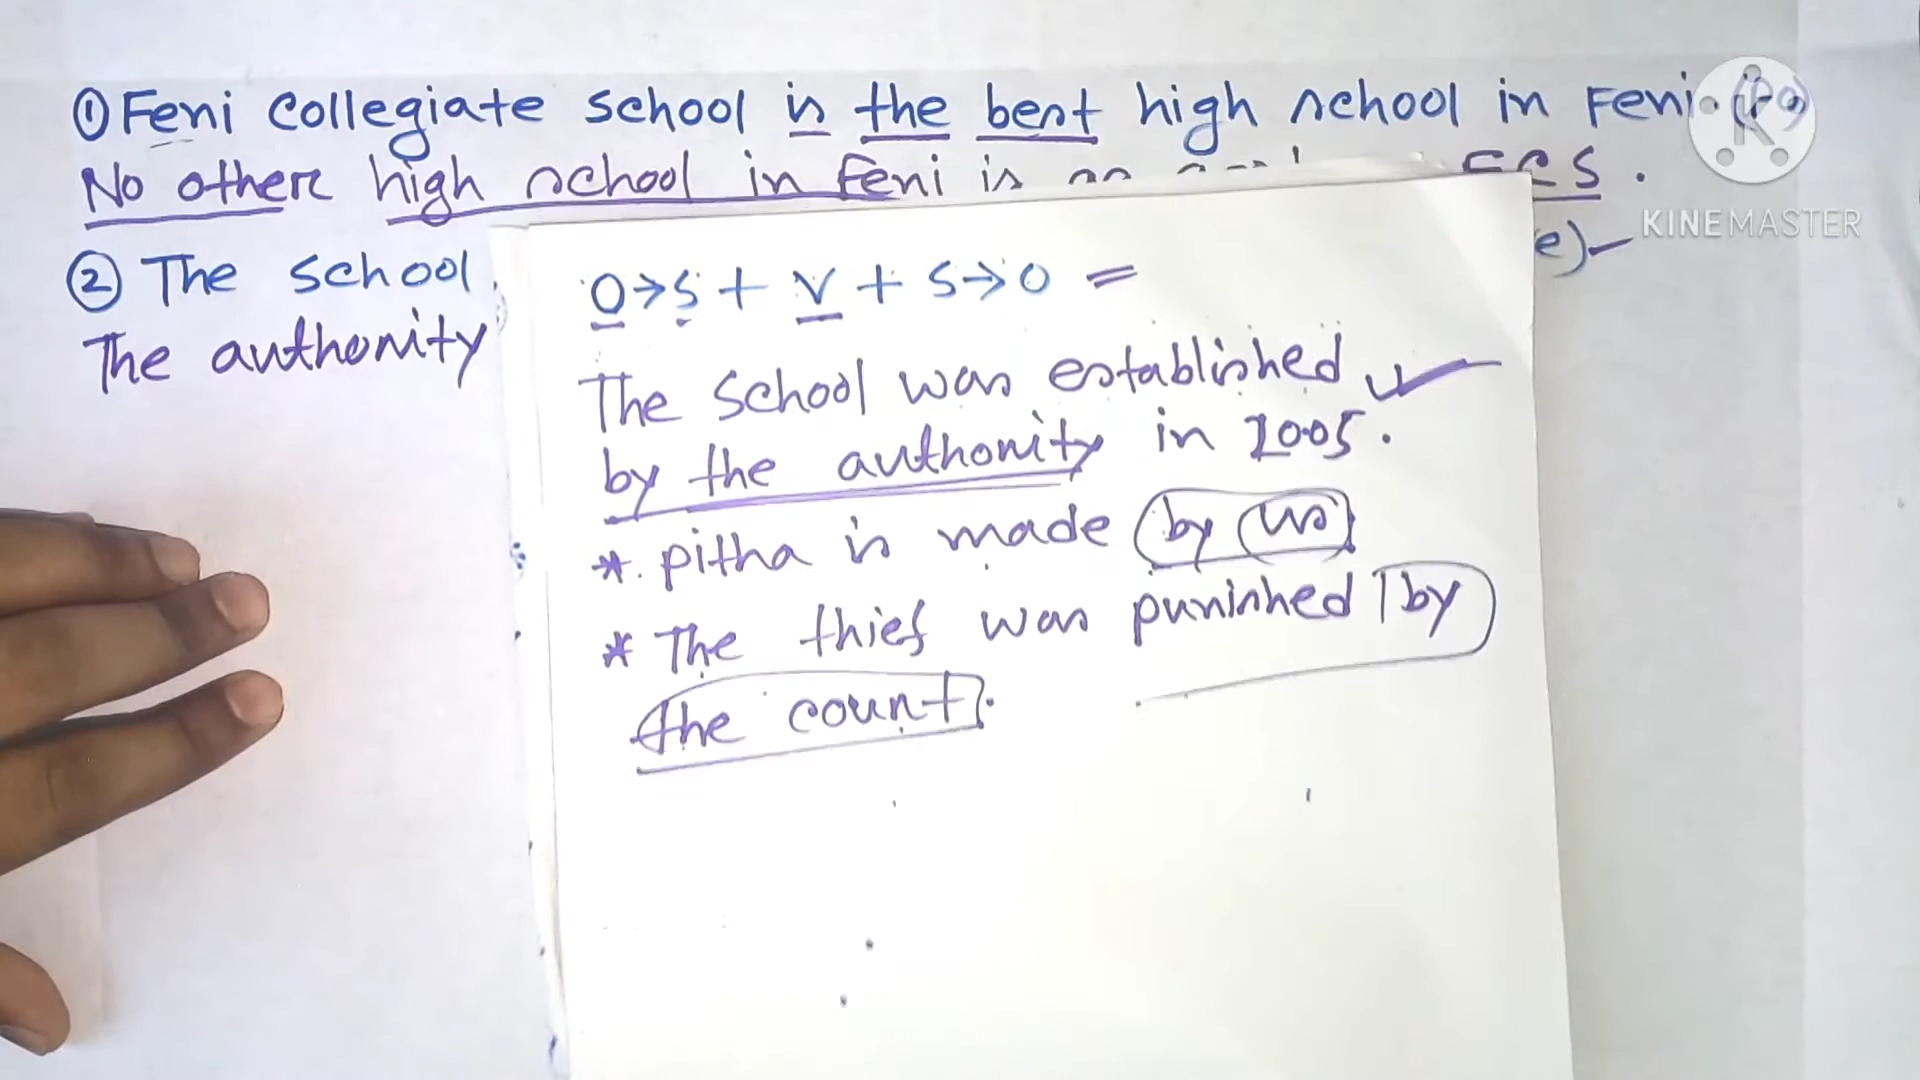 ① Feni Collegiate School is the best high school in Feni. (Po)
No other high school in Feni is FCS.
② The School e)—
The authority
O→S + V + S→O =
The School was established
by the authority in 2005.
* pitha is made by us
* The thief was punished by
the court.
KINEMASTER